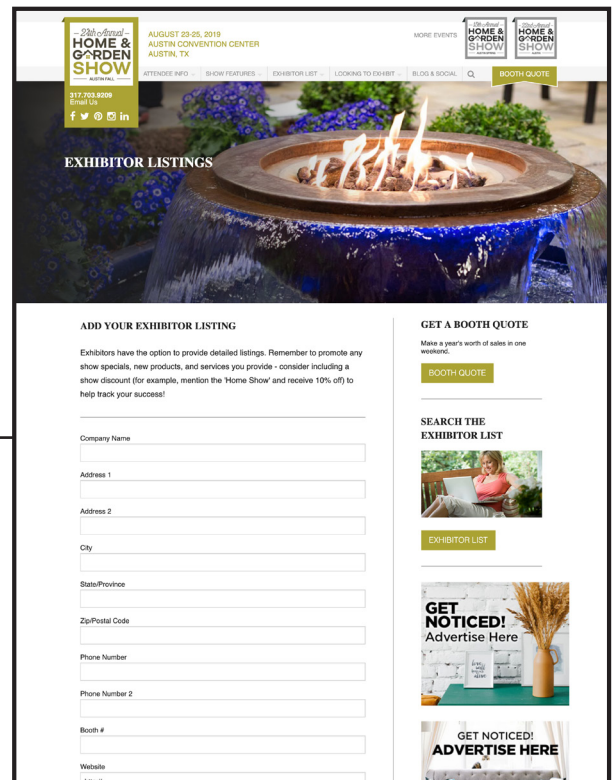 27th Annual
HOME &
GARDEN
SHOW
AUSTIN FALL
317.703.9209
Email Us
AUGUST 23-25, 2019
AUSTIN CONVENTION CENTER
AUSTIN, TX
MORE EVENTS
HOME &
GARDEN
SHOW
HOME &
GARDEN
SHOW
ATTENDEE INFO
SHOW FEATURES
EXHIBITOR LIST
LOOKING TO EXHIBIT
BLOG & SOCIAL
BOOTH QUOTE
EXHIBITOR LISTINGS
ADD YOUR EXHIBITOR LISTING
Exhibitors have the option to provide detailed listings. Remember to promote any
show specials, new products, and services you provide - consider including a
show discount (for example, mention the 'Home Show' and receive 10% off) to
help track your success!
Company Name
Address 1
Address 2
City
State/Province
Zip/Postal Code
Phone Number
Phone Number 2
Booth #
Website
GET A BOOTH QUOTE
Make a year's worth of sales in one
weekend.
BOOTH QUOTE
SEARCH THE
EXHIBITOR LIST
EXHIBITOR LIST
GET
NOTICED!
Advertise Here
GET NOTICED!
ADVERTISE HERE